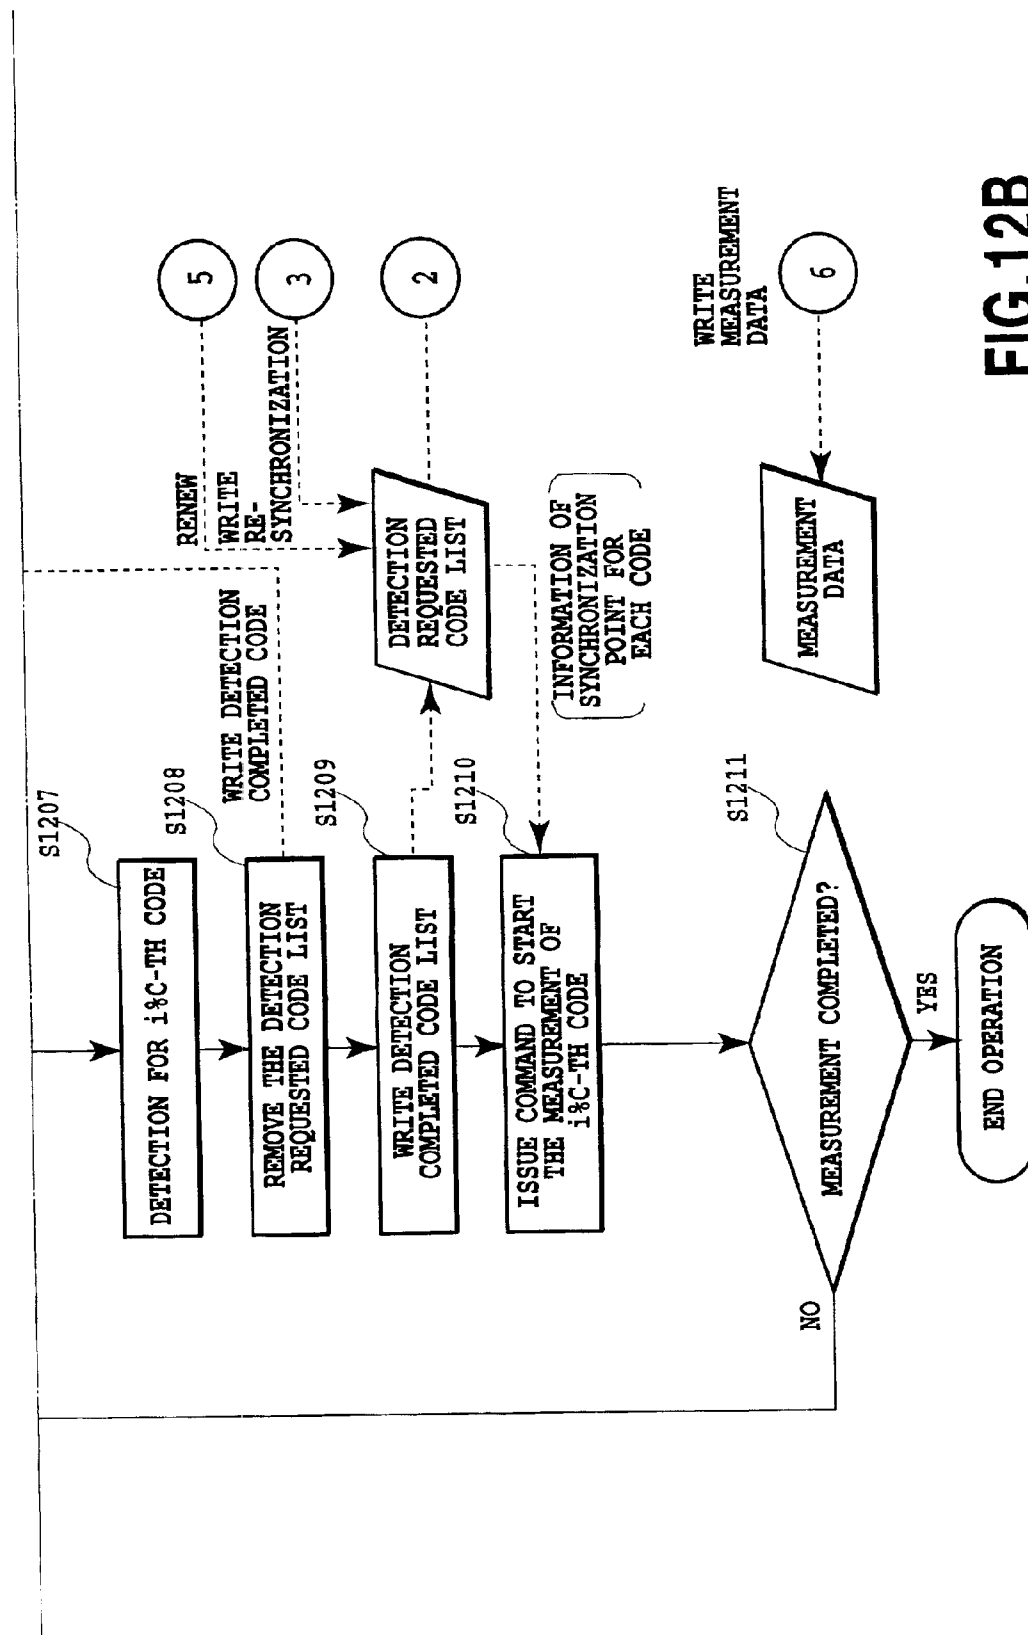 S1207
DETECTION FOR i%C-TH CODE
S1208
REMOVE THE DETECTION
REQUESTED CODE LIST
WRITE DETECTION
COMPLETED CODE
S1209
WRITE DETECTION
COMPLETED CODE LIST
S1210
ISSUE COMMAND TO START
THE MEASUREMENT OF
i%C-TH CODE
S1211
MEASUREMENT COMPLETED?
NO
YES
END OPERATION
RENEW
WRITE
RE-
SYNCHRONIZATION
5
3
2
DETECTION
REQUESTED
CODE LIST
INFORMATION OF
SYNCHRONIZATION
POINT FOR
EACH CODE
WRITE
MEASUREMENT
DATA
6
MEASUREMENT
DATA
FIG.12B